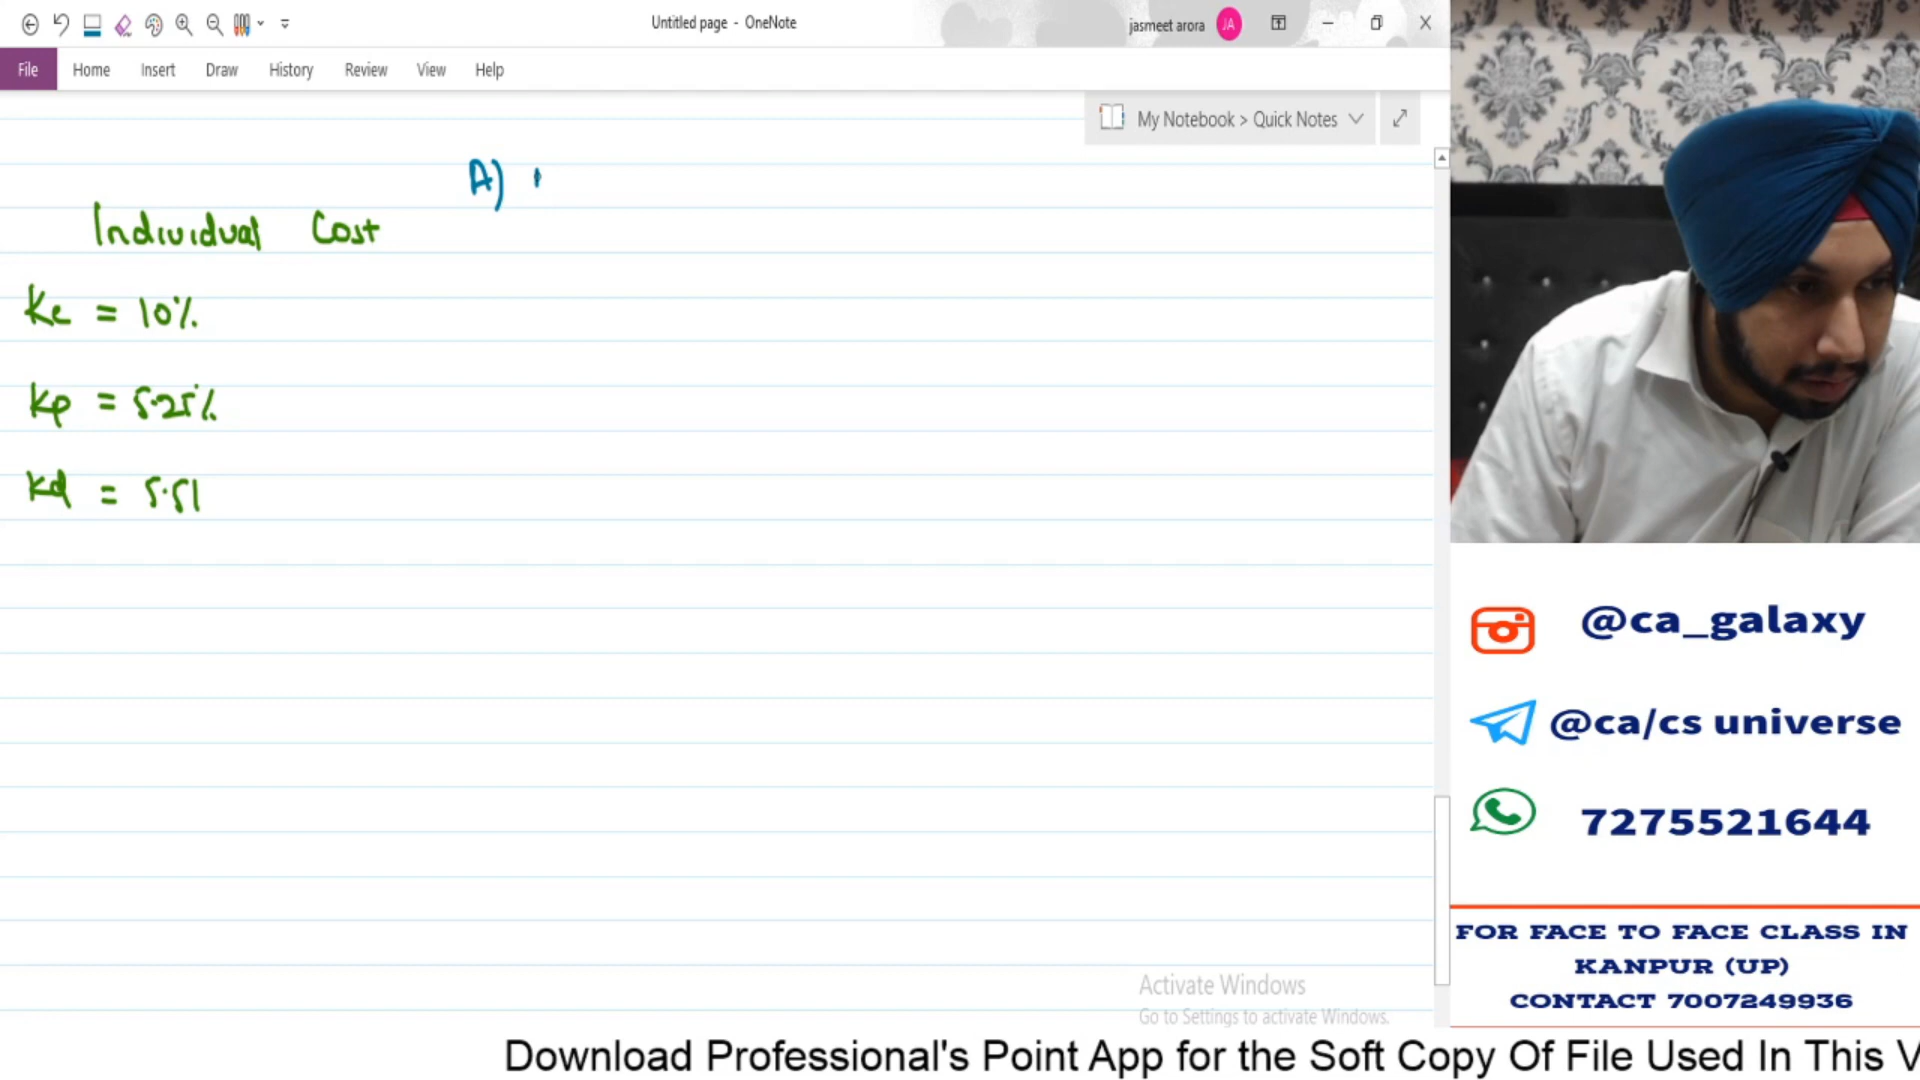 Untitled page - OneNote
jasmeet arora
JA
File Home Insert Draw History Review View Help
My Notebook > Quick Notes
A)
Individual Cost
Ke = 10%
Kp = 5.25%
Kd = 5.51
@ca_galaxy
@ca/cs universe
7275521644
FOR FACE TO FACE CLASS IN
KANPUR (UP)
CONTACT 7007249936
Activate Windows
Go to Settings to activate Windows.
Download Professional's Point App for the Soft Copy Of File Used In This V